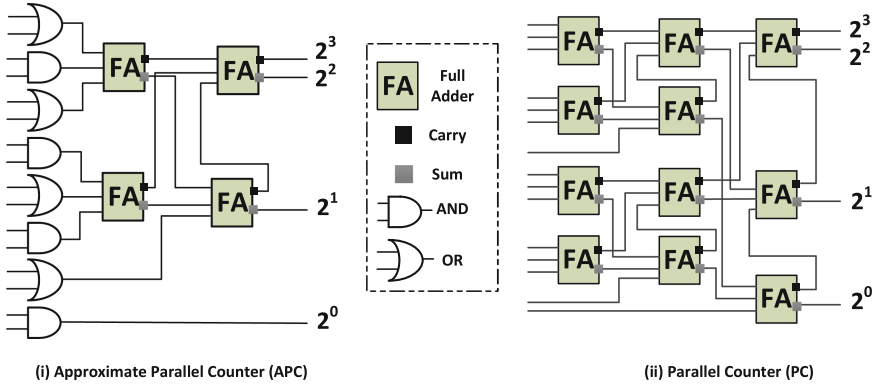 FA
FA
2³
2²
FA
FA
2¹
2⁰
FA
Full
Adder
Carry
Sum
AND
OR
FA
FA
FA
2³
2²
FA
FA
FA
FA
FA
2¹
FA
FA
FA
2⁰
(i) Approximate Parallel Counter (APC)
(ii) Parallel Counter (PC)